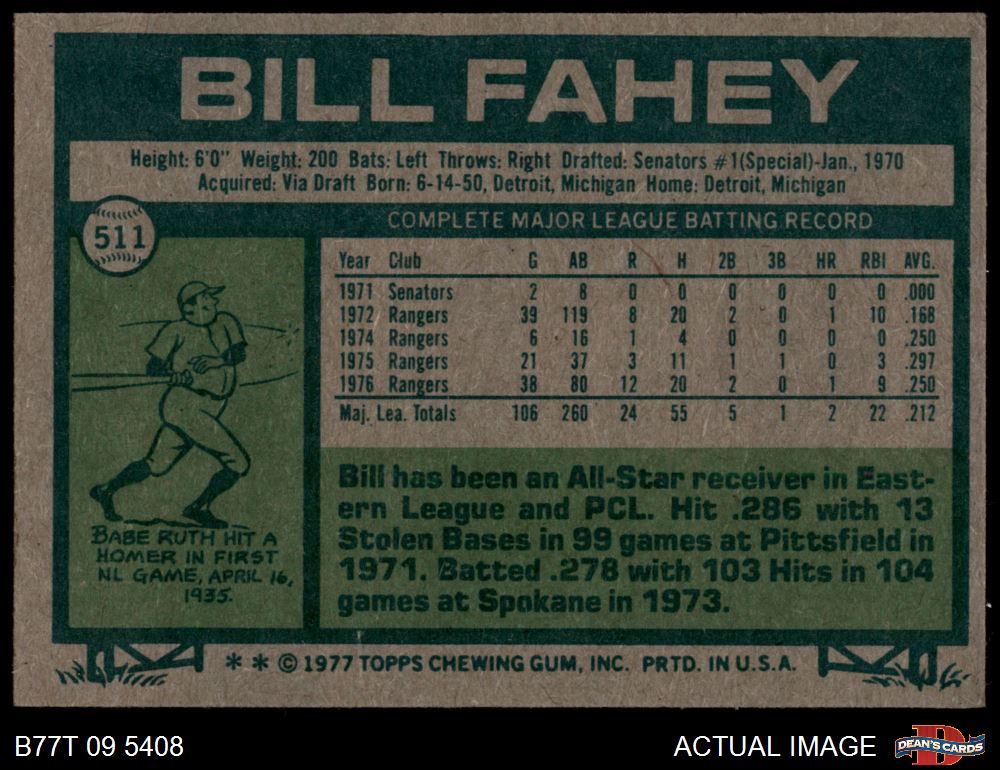 BILL FAHEY
Height: 6'0" Weight: 200 Bats: Left Throws: Right Drafted: Senators #1(Special)-Jan., 1970
Acquired: Via Draft Born: 6-14-50, Detroit, Michigan Home: Detroit, Michigan
511
COMPLETE MAJOR LEAGUE BATTING RECORD
Year Club G AB R H 2B 3B HR RBI AVG.
1971 Senators 2 8 0 0 0 0 0 0 .000
1972 Rangers 39 119 8 20 2 0 1 10 .168
1974 Rangers 6 16 1 4 0 0 0 0 .250
1975 Rangers 21 37 3 11 1 1 0 3 .297
1976 Rangers 38 80 12 20 2 0 1 9 .250
Maj. Lea. Totals 106 260 24 55 5 1 2 22 .212
BABE RUTH HIT A
HOMER IN FIRST
NL GAME, APRIL 16,
1935.
Bill has been an All-Star receiver in East-
ern League and PCL. Hit .286 with 13
Stolen Bases in 99 games at Pittsfield in
1971. Batted .278 with 103 Hits in 104
games at Spokane in 1973.
* * © 1977 TOPPS CHEWING GUM, INC. PRTD. IN U.S.A.
B77T 09 5408
ACTUAL IMAGE
D
DEAN'S CARDS